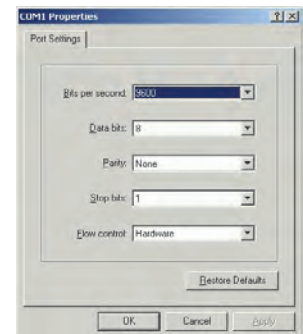 COM1 Properties
Port Settings
Bits per second: 9600
Data bits: 8
Parity: None
Stop bits: 1
Flow control: Hardware
Restore Defaults
OK Cancel Apply